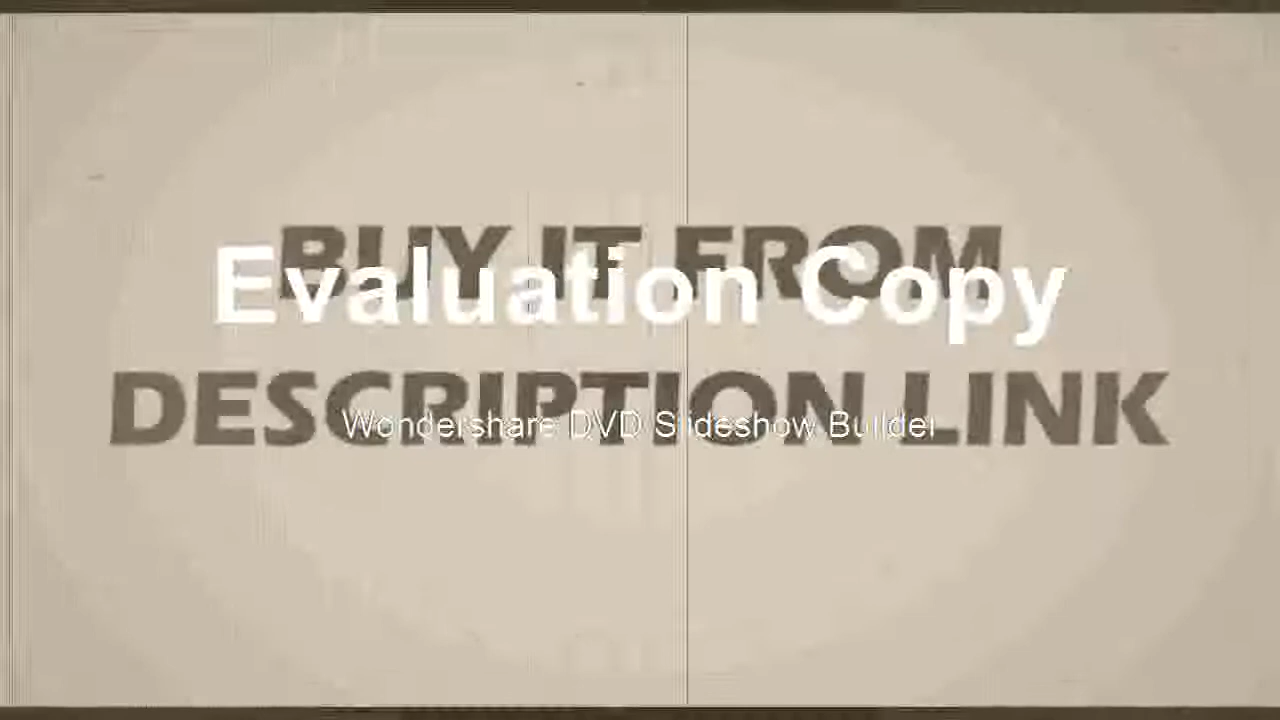 BUY IT FROM
Evaluation Copy
DESCRIPTION LINK
Wondershare DVD Slideshow Builder